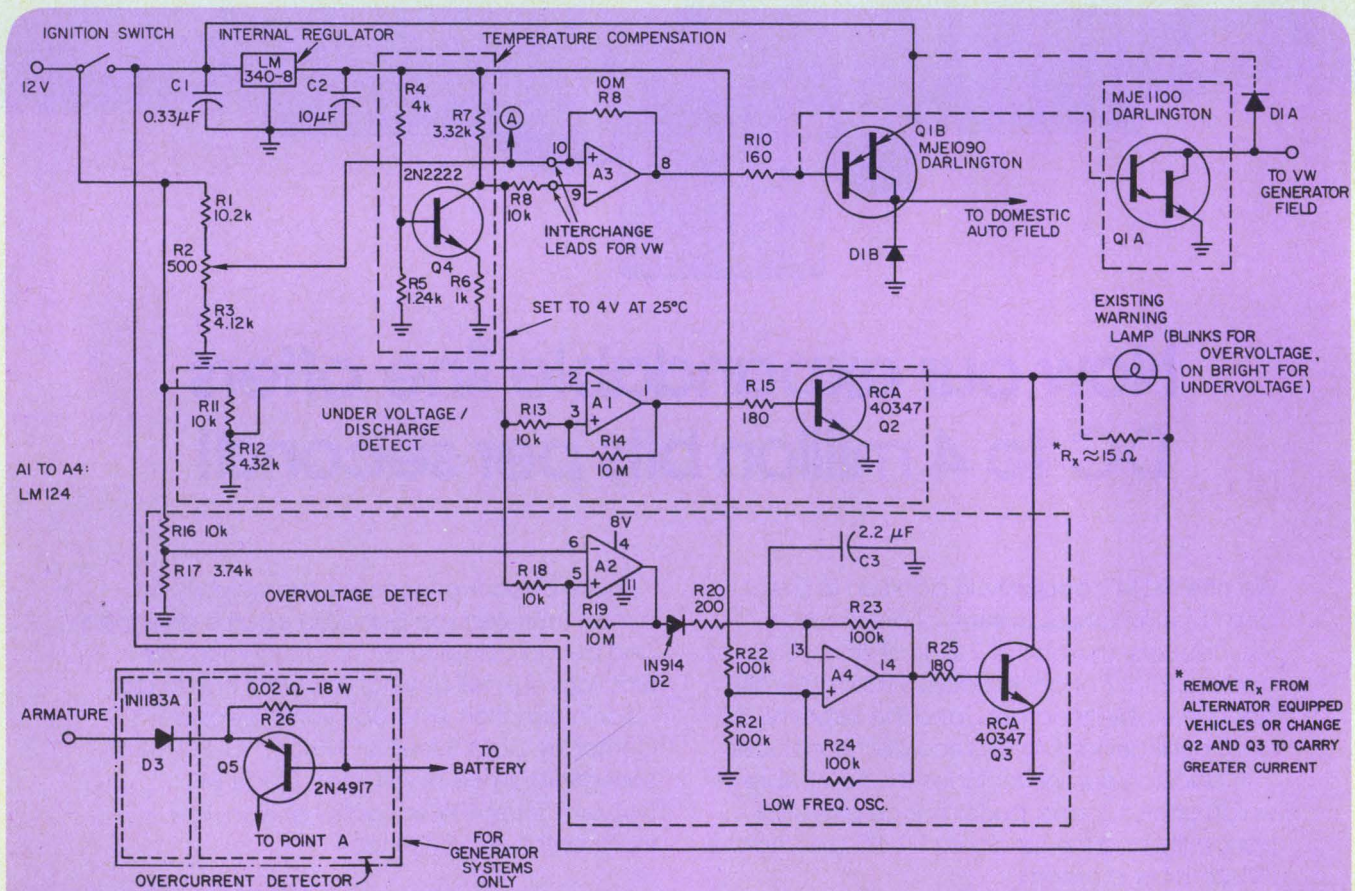 IGNITION SWITCH
INTERNAL REGULATOR
TEMPERATURE COMPENSATION
12 V
C1
0.33µF
LM
340-8
C2
10µF
R4
4k
R7
3.32k
10M
R8
A
10
+
A3
−
9
8
2N2222
R8
10k
INTERCHANGE
LEADS FOR VW
Q4
R5
1.24k
R6
1k
R10
160
Q1B
MJE1090
DARLINGTON
TO DOMESTIC
AUTO FIELD
D1B
MJE1100
DARLINGTON
D1A
Q1A
TO VW
GENERATOR
FIELD
R1
10.2k
R2
500
R3
4.12k
SET TO 4V AT 25°C
EXISTING
WARNING
LAMP (BLINKS FOR
OVERVOLTAGE,
ON BRIGHT FOR
UNDERVOLTAGE)
R11
10k
R12
4.32k
UNDER VOLTAGE/
DISCHARGE
DETECT
2
−
A1
+
3
1
R13
10k
R14
10M
R15
180
RCA
40347
Q2
*Rx≈15 Ω
A1 TO A4:
LM124
R16 10k
R17 3.74k
OVERVOLTAGE DETECT
8V
4
6
−
A2
+
5
11
R18
10k
R19
10M
1N914
D2
R20
200
2.2 µF
C3
R23
100k
13
−
A4
+
14
R22
100k
R21
100k
R24
100k
R25
180
RCA
40347
Q3
LOW FREQ. OSC.
*REMOVE Rx FROM
ALTERNATOR EQUIPPED
VEHICLES OR CHANGE
Q2 AND Q3 TO CARRY
GREATER CURRENT
ARMATURE
1N1183A
D3
0.02 Ω-18 W
R26
Q5
2N4917
TO
BATTERY
TO POINT A
FOR
GENERATOR
SYSTEMS
ONLY
OVERCURRENT DETECTOR